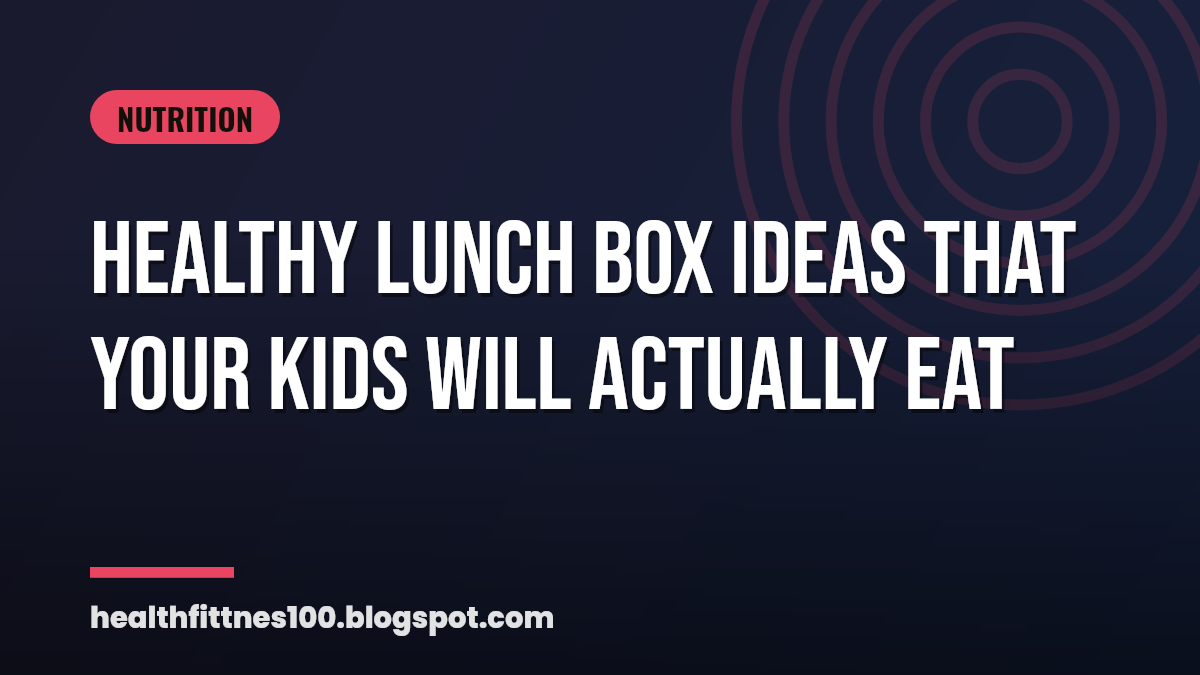 NUTRITION
HEALTHY LUNCH BOX IDEAS THAT
YOUR KIDS WILL ACTUALLY EAT
healthfittnes100.blogspot.com